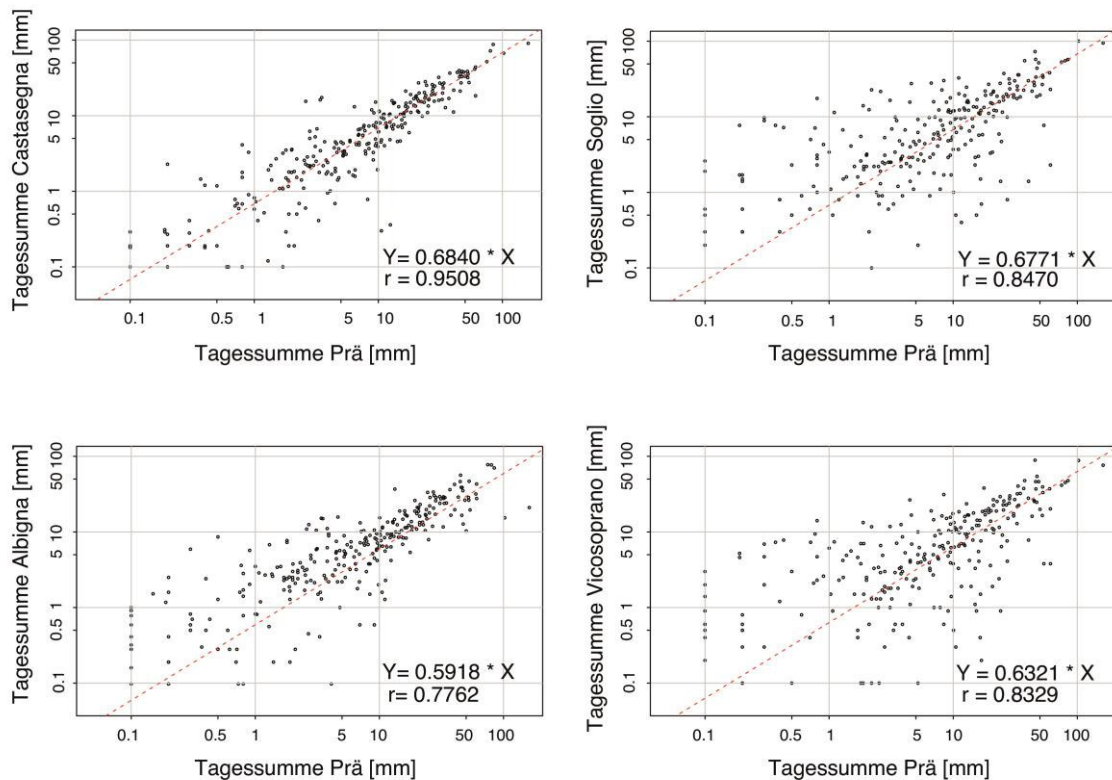 Tagessumme Castasegna [mm]
0.1 0.5 1 5 10 50 100
Y= 0.6840 * X
r = 0.9508
0.1 0.5 1 5 10 50 100
Tagessumme Prä [mm]
Tagessumme Soglio [mm]
0.1 0.5 1 5 10 50 100
Y= 0.6771 * X
r = 0.8470
0.1 0.5 1 5 10 50 100
Tagessumme Prä [mm]
Tagessumme Albigna [mm]
0.1 0.5 1 5 10 50 100
Y= 0.5918 * X
r = 0.7762
0.1 0.5 1 5 10 50 100
Tagessumme Prä [mm]
Tagessumme Vicosoprano [mm]
0.1 0.5 1 5 10 50 100
Y= 0.6321 * X
r = 0.8329
0.1 0.5 1 5 10 50 100
Tagessumme Prä [mm]